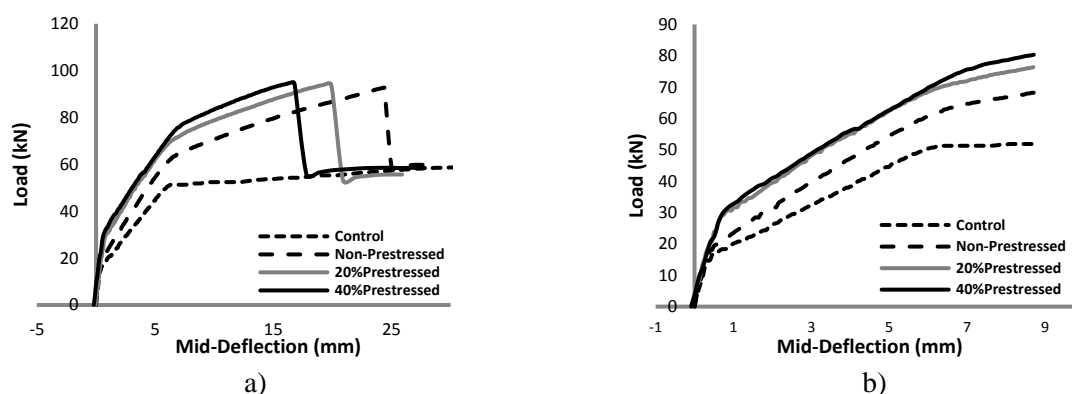 120
100
80
60
40
20
0
Load (kN)
Control
Non-Prestressed
20%Prestressed
40%Prestressed
-5 5 15 25
Mid-Deflection (mm)
a)
90
80
70
60
50
40
30
20
10
0
Load (kN)
Control
Non-Prestressed
20%Prestressed
40%Prestressed
-1 1 3 5 7 9
Mid-Deflection (mm)
b)